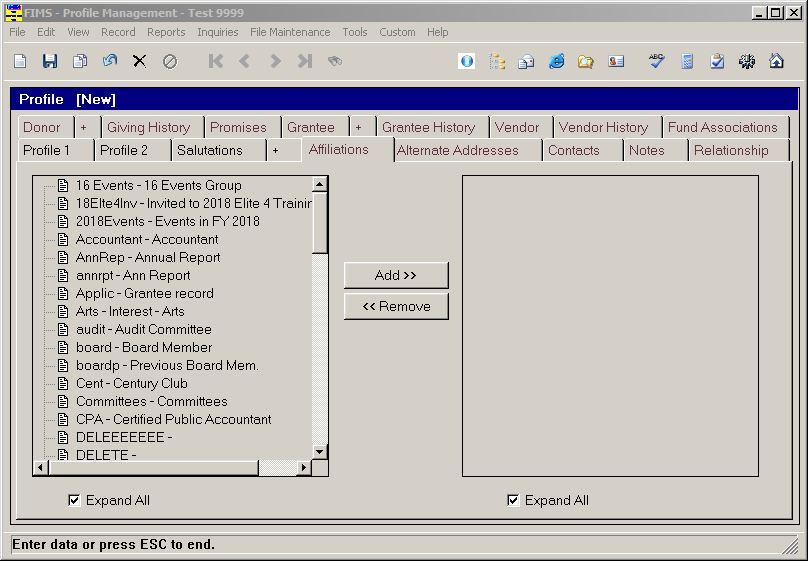 FIMS - Profile Management - Test 9999
File Edit View Record Reports Inquiries File Maintenance Tools Custom Help
ABC
Profile [New]
Donor + Giving History Promises Grantee + Grantee History Vendor Vendor History Fund Associations
Profile 1 Profile 2 Salutations + Affiliations Alternate Addresses Contacts Notes Relationship
16 Events - 16 Events Group
18Elte4Inv - Invited to 2018 Elite 4 Trainin
2018Events - Events in FY 2018
Accountant - Accountant
AnnRep - Annual Report
annrpt - Ann Report
Applic - Grantee record
Arts - Interest - Arts
audit - Audit Committee
board - Board Member
boardp - Previous Board Mem.
Cent - Century Club
Committees - Committees
CPA - Certified Public Accountant
DELEEEEEEE -
DELETE -
Add >>
<< Remove
Expand All
Expand All
Enter data or press ESC to end.